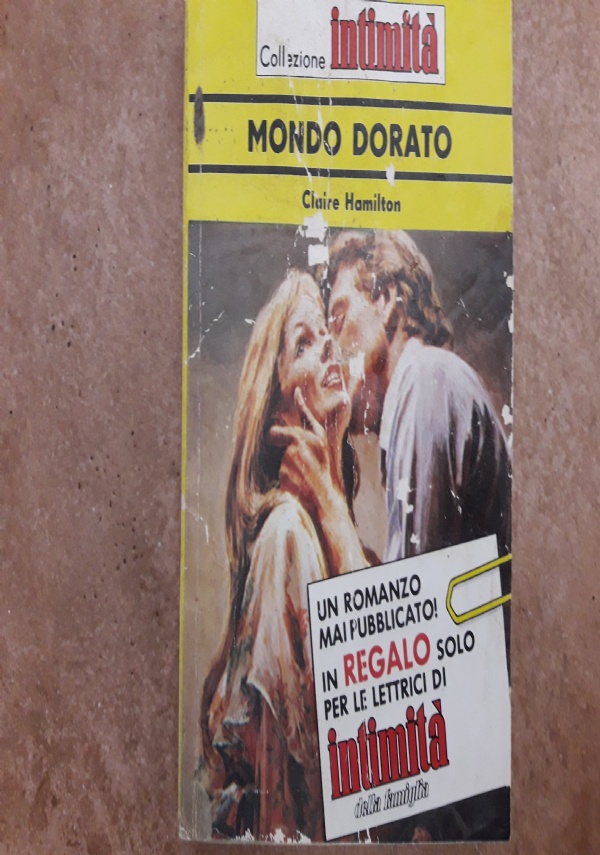 Collezione intimità
MONDO DORATO
Claire Hamilton
UN ROMANZO
MAI PUBBLICATO!
IN REGALO SOLO
PER LE LETTRICI DI
intimità
della famiglia